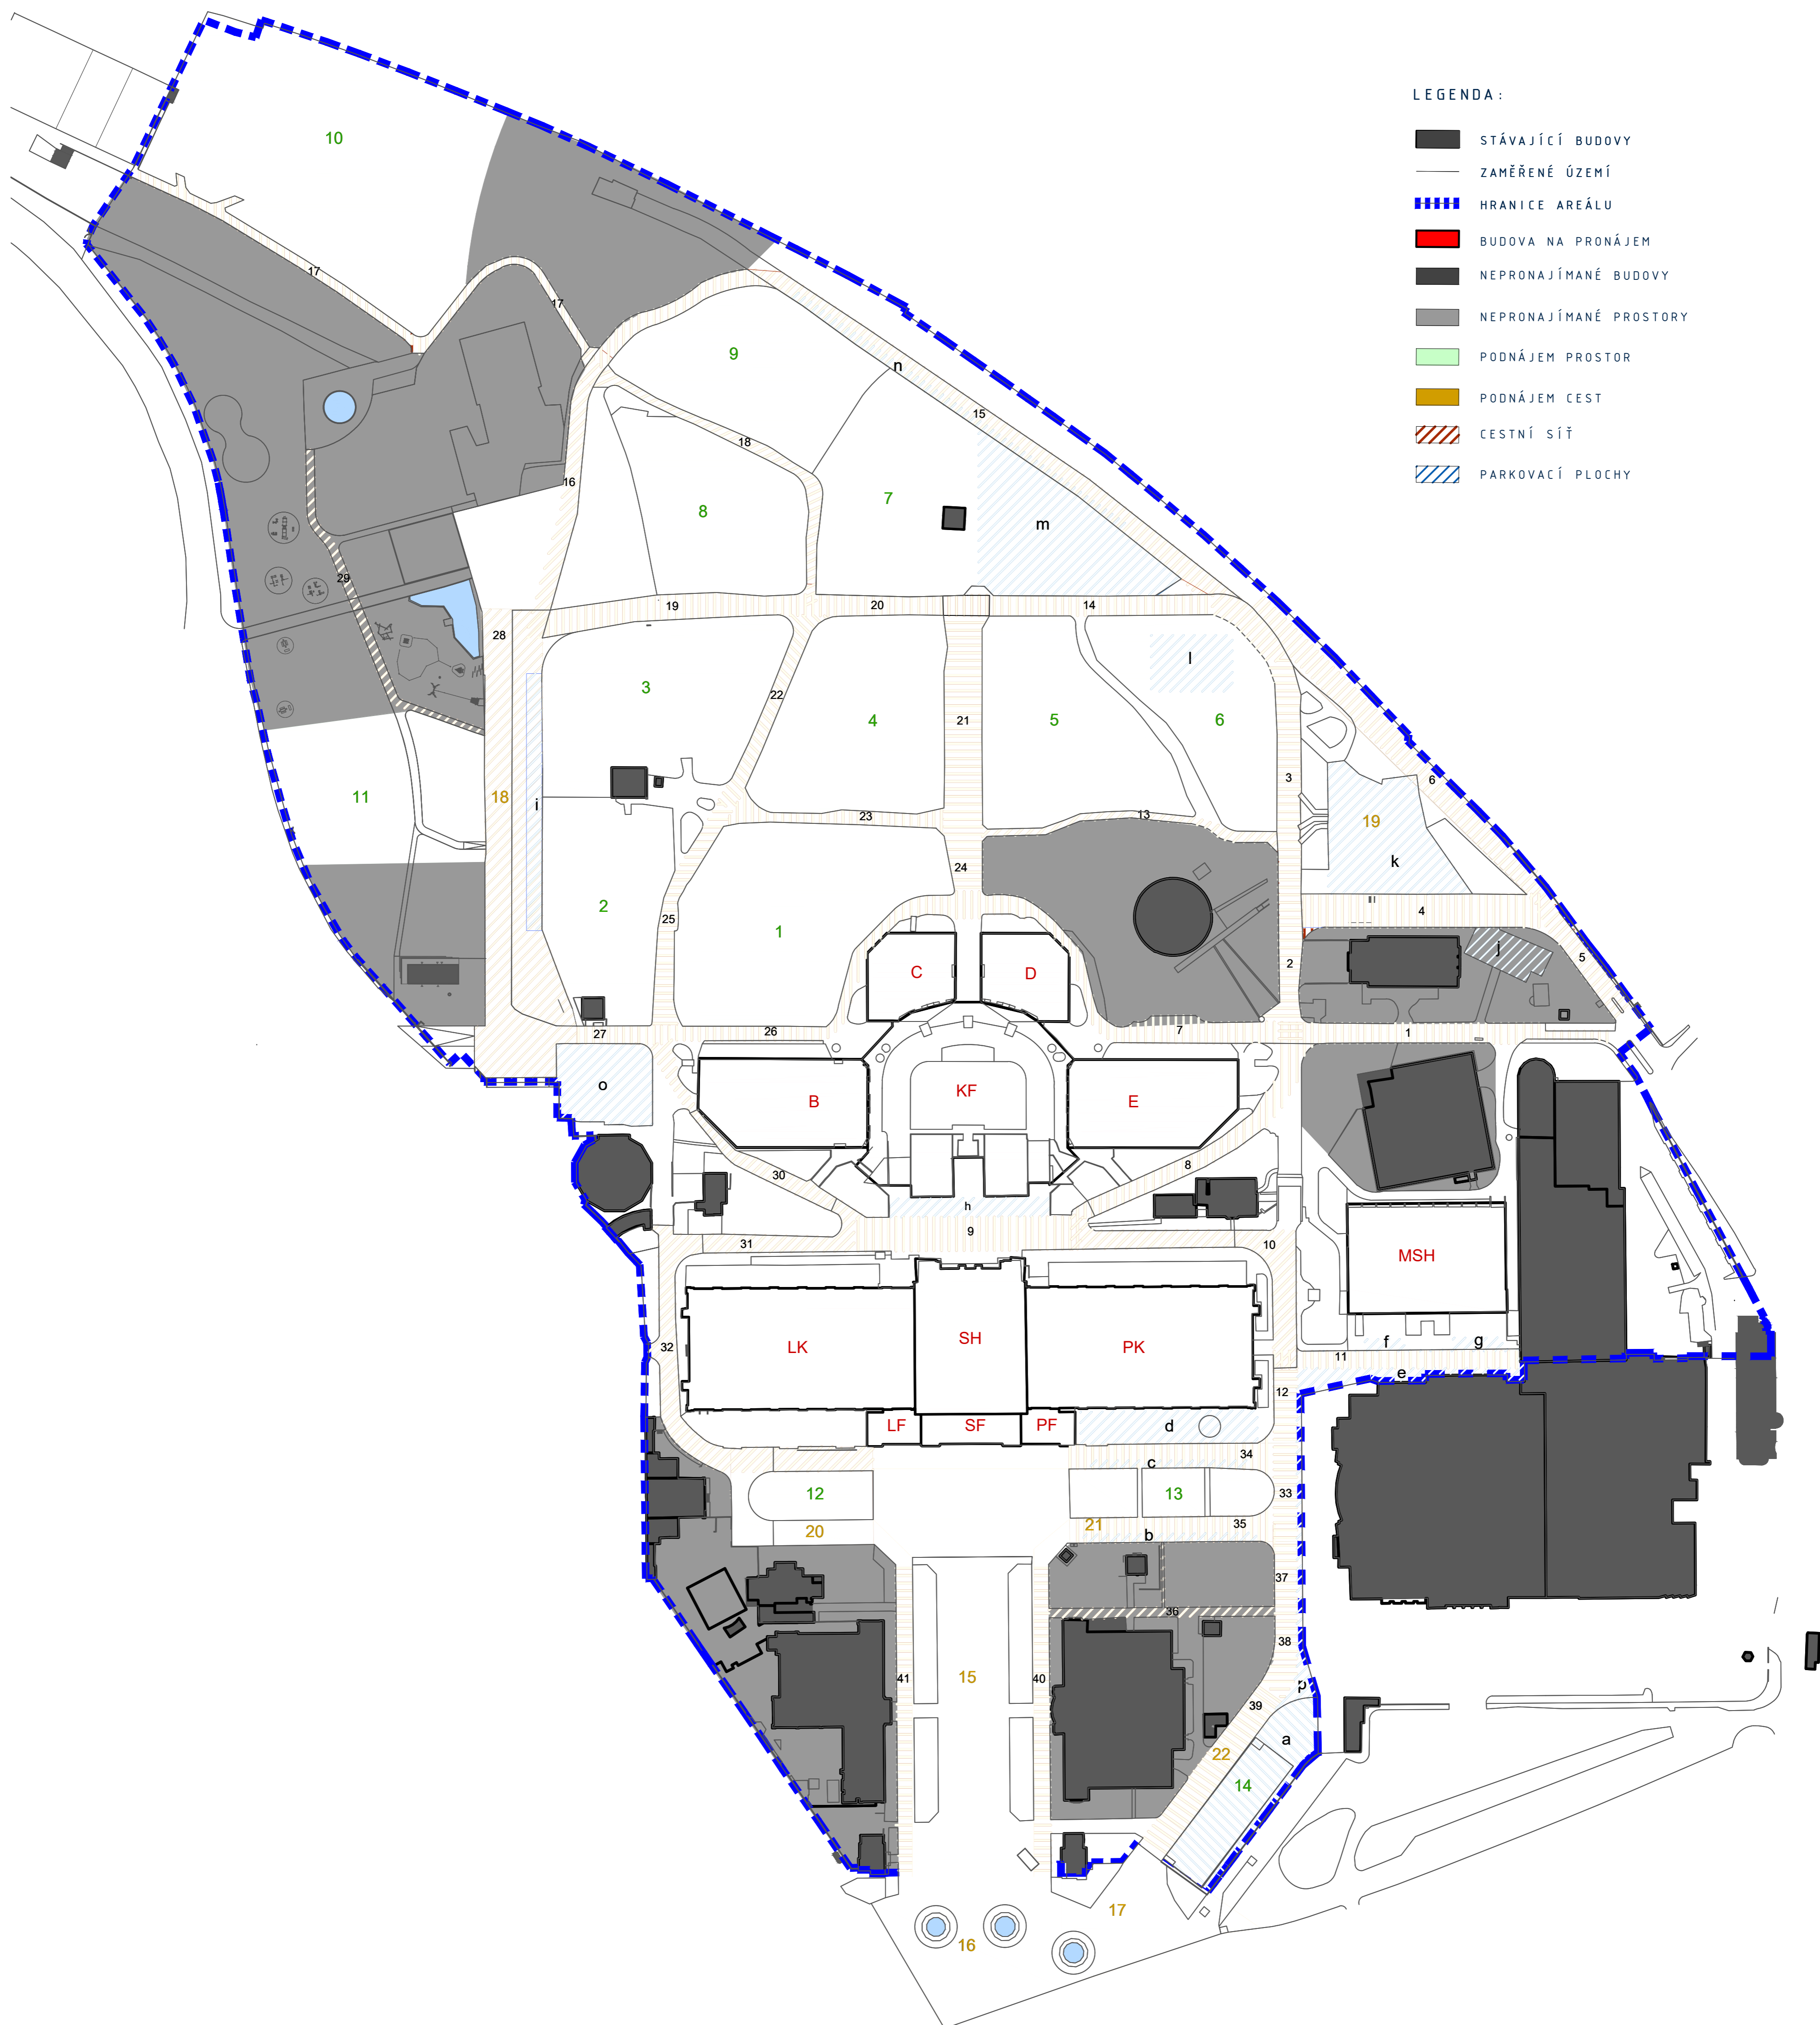 LEGENDA:
STÁVAJÍCÍ BUDOVY
ZAMĚŘENÉ ÚZEMÍ
HRANICE AREÁLU
BUDOVA NA PRONÁJEM
NEPRONAJÍMANÉ BUDOVY
NEPRONAJÍMANÉ PROSTORY
PODNÁJEM PROSTOR
PODNÁJEM CEST
CESTNÍ SÍŤ
PARKOVACÍ PLOCHY
10
17
17
9
n
15
18
16
8
7
m
29
19
20
14
28
3
22
4
21
5
l
6
3
6
18
i
11
23
13
19
k
24
2
25
1
4
C
D
2
j
5
27
26
7
1
o
B
KF
E
30
8
h
9
31
10
MSH
32
LK
SH
PK
f
g
11
e
12
LF
SF
PF
d
34
c
12
13
33
20
21
35
b
37
36
38
41
15
40
p
39
22
a
14
17
16